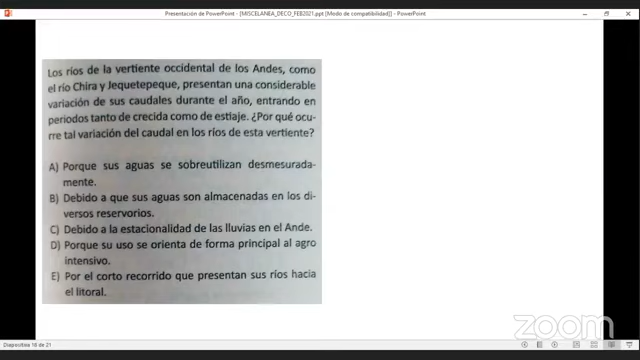 Presentación de PowerPoint - [MISCELANEA_DECO_FEB2021.ppt [Modo de compatibilidad]] - PowerPoint
Los ríos de la vertiente occidental de los Andes, como
el río Chira y Jequetepeque, presentan una considerable
variación de sus caudales durante el año, entrando en
periodos tanto de crecida como de estiaje. ¿Por qué ocu-
rre tal variación del caudal en los ríos de esta vertiente?
A) Porque sus aguas se sobreutilizan desmesurada-
mente.
B) Debido a que sus aguas son almacenadas en los di-
versos reservorios.
C) Debido a la estacionalidad de las lluvias en el Ande.
D) Porque su uso se orienta de forma principal al agro
intensivo.
E) Por el corto recorrido que presentan sus ríos hacia
el litoral.
zoom
Diapositiva 18 de 21